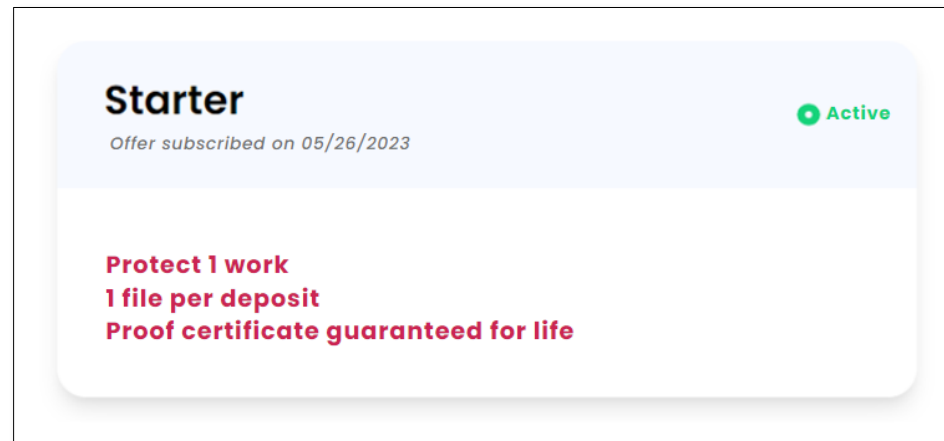 Starter
Active
Offer subscribed on 05/26/2023
Protect 1 work
1 file per deposit
Proof certificate guaranteed for life